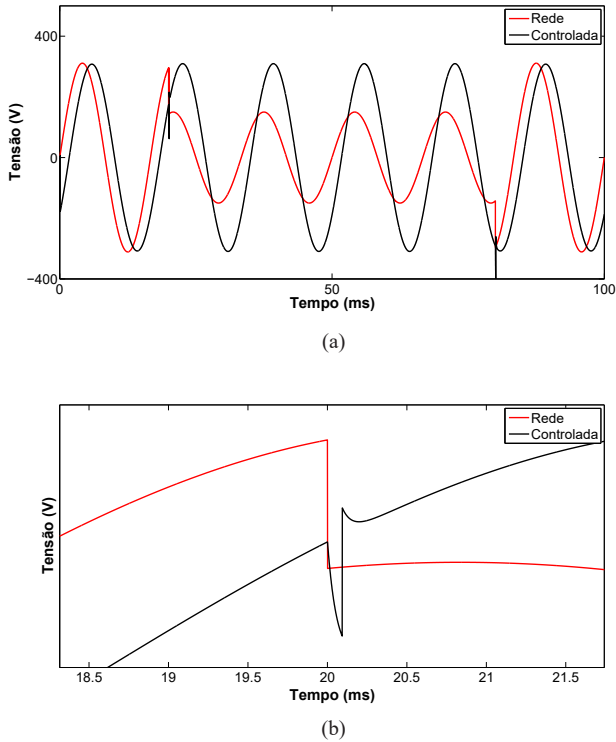 400
0
−400
Tensão (V)
Rede
Controlada
0
50
100
Tempo (ms)
(a)
Tensão (V)
Rede
Controlada
18.5
19
19.5
20
20.5
21
21.5
Tempo (ms)
(b)